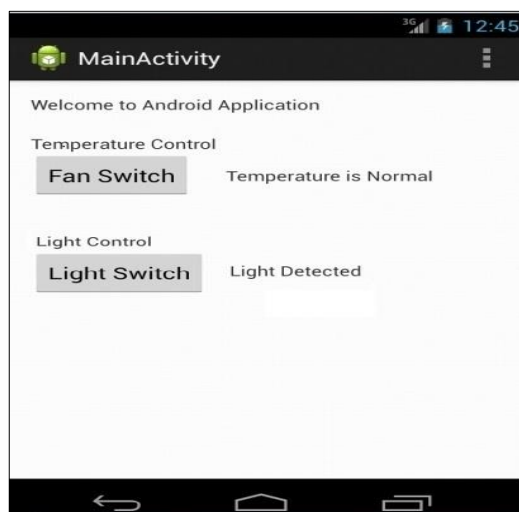 3G 12:45
MainActivity
Welcome to Android Application
Temperature Control
Fan Switch Temperature is Normal
Light Control
Light Switch Light Detected